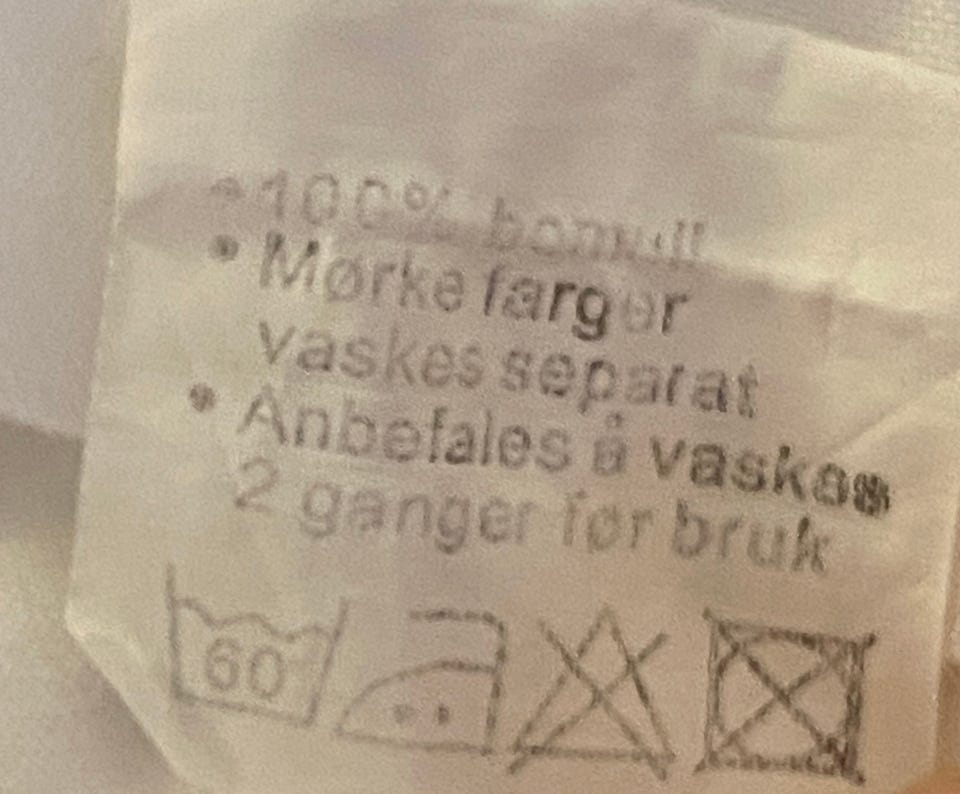 • 100% bomull
• Mørke farger
vaskes separat
• Anbefales å vaskes
2 ganger før bruk
60